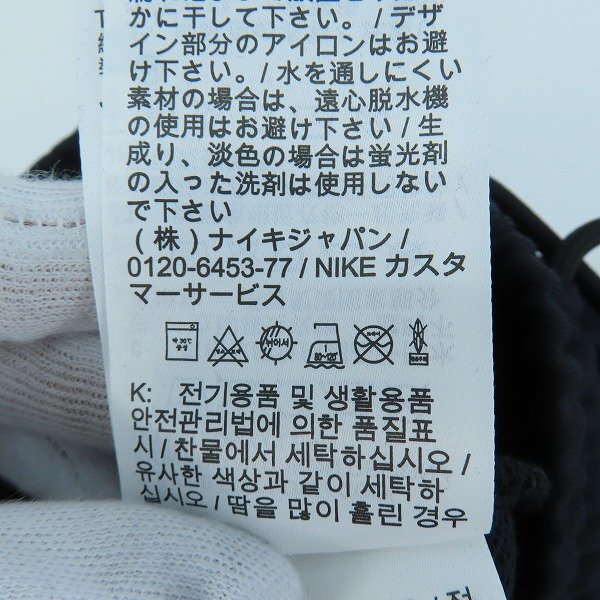 かに干して下さい。/ デザ
イン部分のアイロンはお避
け下さい。/ 水を通しにくい
素材の場合は、遠心脱水機
の使用はお避け下さい / 生
成り、淡色の場合は蛍光剤
の入った洗剤は使用しない
で下さい
(株) ナイキジャパン /
0120-6453-77 / NIKE カスタ
マーサービス
약 30℃
중성
뉘어서
K: 전기용품 및 생활용품
안전관리법에 의한 품질표
시 / 찬물에서 세탁하십시오 /
유사한 색상과 같이 세탁하
십시오 / 땀을 많이 흘린 경우